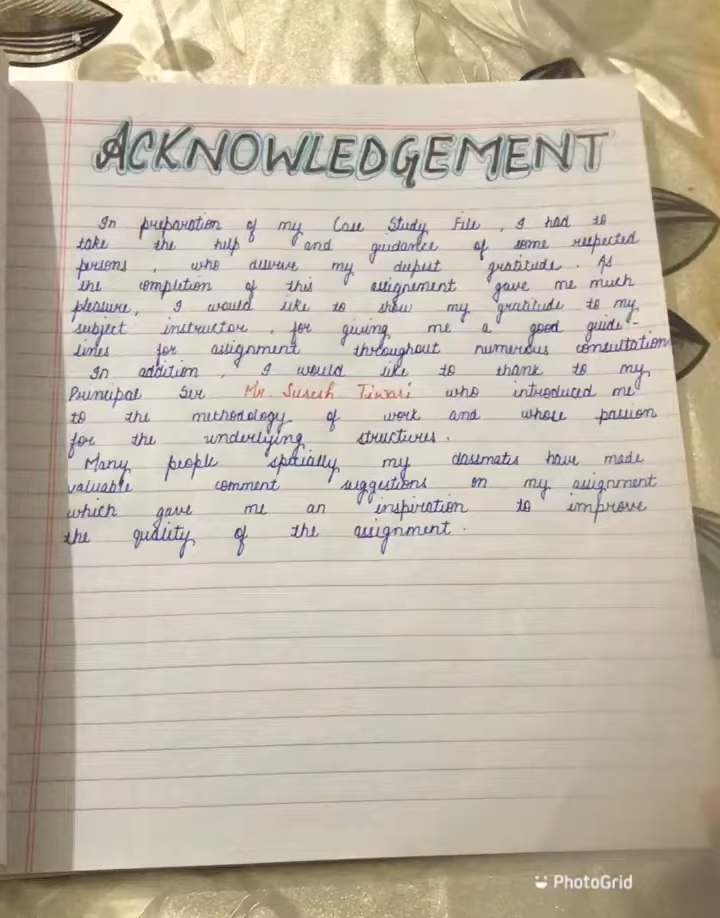 ACKNOWLEDGEMENT
In preparation of my Case Study File, I had to
take the help and guidance of some respected
persons, who deserve my deepest gratitude. As
the completion of this assignement gave me much
pleasure, I would like to show my gratitude to my
subject instructor, for giving me a good guide-
lines for assignment throughout numerous consultation
In addition, I would like to thank to my
Principal Sir Mr. Suresh Tiwari who introduced me
to the methodology of work and whose passion
for the underlying structures.
Many people spacially my classmates have made
valuable comment suggestions on my assignment
which gave me an inspiration to improve
the quality of the assignment.
PhotoGrid